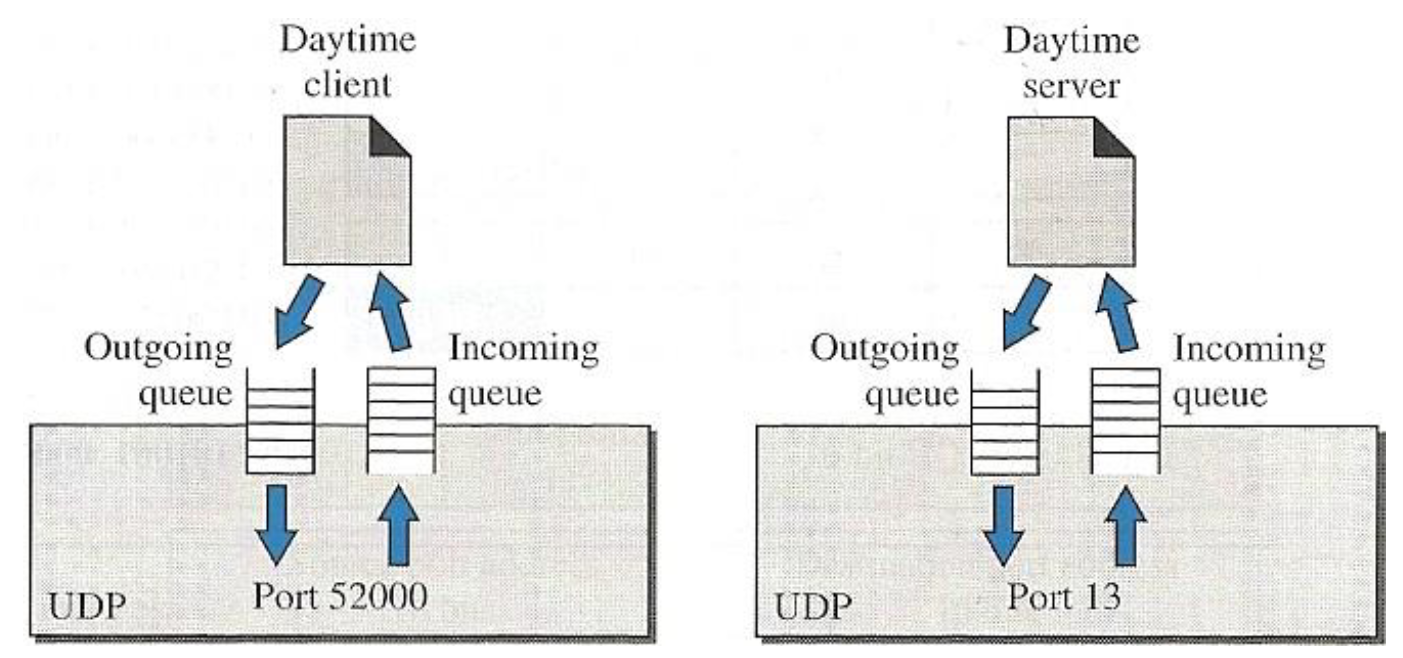 Daytime
client
Outgoing
queue
Incoming
queue
UDP
Port 52000
Daytime
server
Outgoing
queue
Incoming
queue
UDP
Port 13